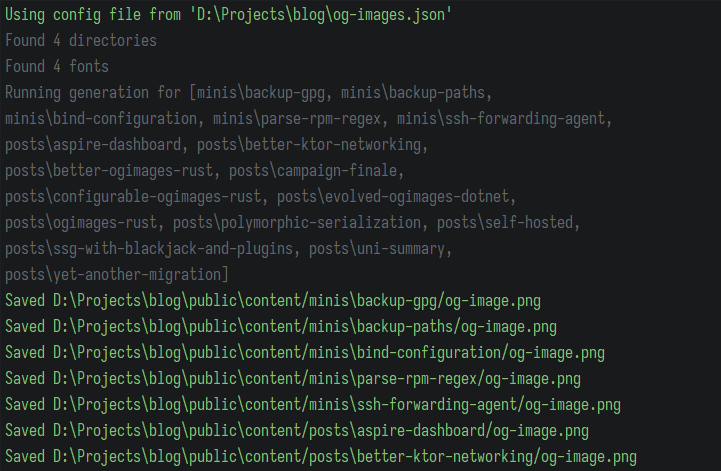 Using config file from 'D:\Projects\blog\og-images.json'
Found 4 directories
Found 4 fonts
Running generation for [minis\backup-gpg, minis\backup-paths,
minis\bind-configuration, minis\parse-rpm-regex, minis\ssh-forwarding-agent,
posts\aspire-dashboard, posts\better-ktor-networking,
posts\better-ogimages-rust, posts\campaign-finale,
posts\configurable-ogimages-rust, posts\evolved-ogimages-dotnet,
posts\ogimages-rust, posts\polymorphic-serialization, posts\self-hosted,
posts\ssg-with-blackjack-and-plugins, posts\uni-summary,
posts\yet-another-migration]
Saved D:\Projects\blog\public\content/minis\backup-gpg/og-image.png
Saved D:\Projects\blog\public\content/minis\backup-paths/og-image.png
Saved D:\Projects\blog\public\content/minis\bind-configuration/og-image.png
Saved D:\Projects\blog\public\content/minis\parse-rpm-regex/og-image.png
Saved D:\Projects\blog\public\content/minis\ssh-forwarding-agent/og-image.png
Saved D:\Projects\blog\public\content/posts\aspire-dashboard/og-image.png
Saved D:\Projects\blog\public\content/posts\better-ktor-networking/og-image.png